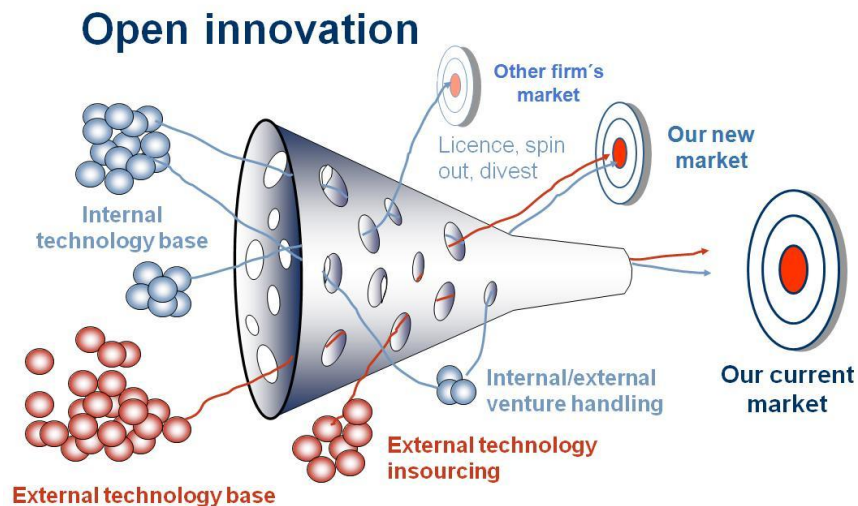 Open innovation
Other firm´s
market
Licence, spin
out, divest
Our new
market
Internal
technology base
Internal/external
venture handling
Our current
market
External technology
insourcing
External technology base